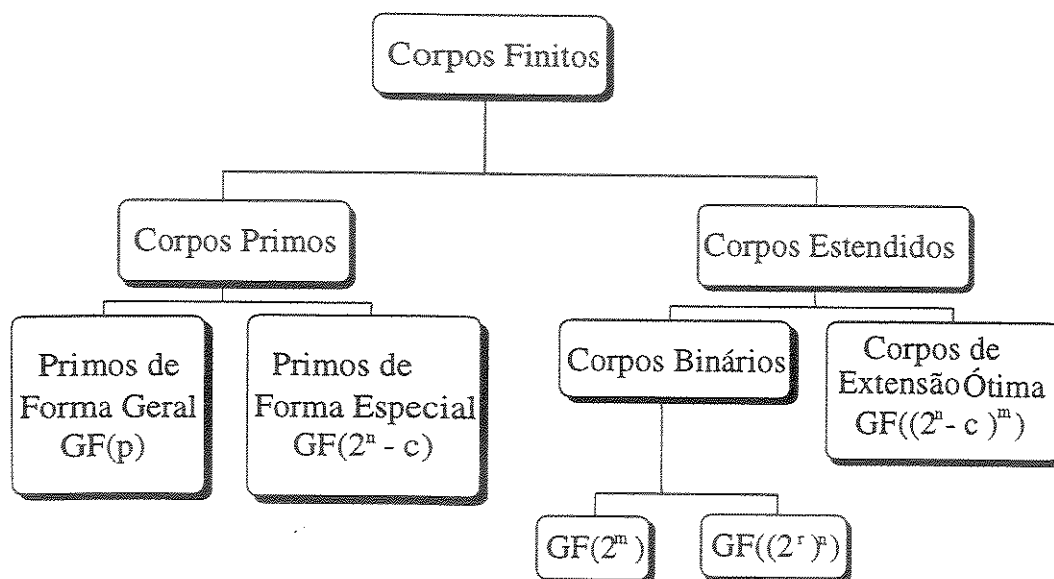 Corpos Finitos
Corpos Primos
Corpos Estendidos
Primos de
Forma Geral
GF(p)
Primos de
Forma Especial
GF(2ⁿ - c)
Corpos Binários
Corpos de
Extensão Ótima
GF((2ⁿ - c)ᵐ)
GF(2ᵐ)
GF((2ʳ)ⁿ)